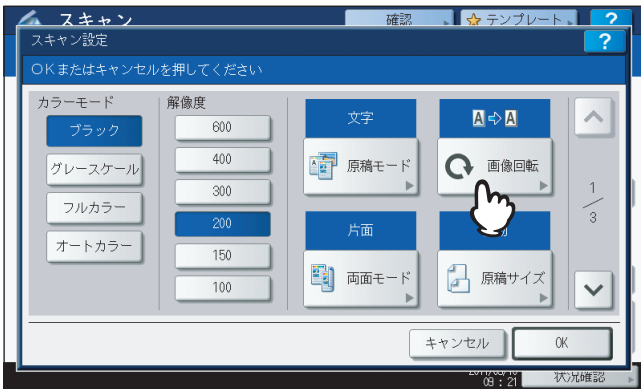 スキャン
確認
テンプレート
?
スキャン設定
?
OKまたはキャンセルを押してください
カラーモード
ブラック
グレースケール
フルカラー
オートカラー
解像度
600
400
300
200
150
100
文字
原稿モード
A⇨A
画像回転
片面
両面モード
原稿サイズ
1
3
キャンセル
OK
09:21
状況確認